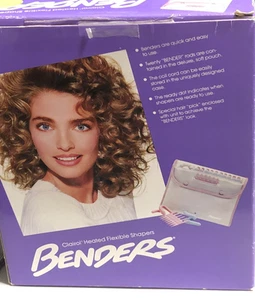 • Benders are quick and easy
to use.
• Twenty "BENDER" rods are con-
tained in the deluxe, soft pouch.
• The coil cord can be easily
stored in the uniquely designed
case.
• The ready dot indicates when
shapers are ready to use.
• Special hair "pick" enclosed
with unit to achieve the
"BENDERS" look.
Clairol® Heated Flexible Shapers
BENDERS™